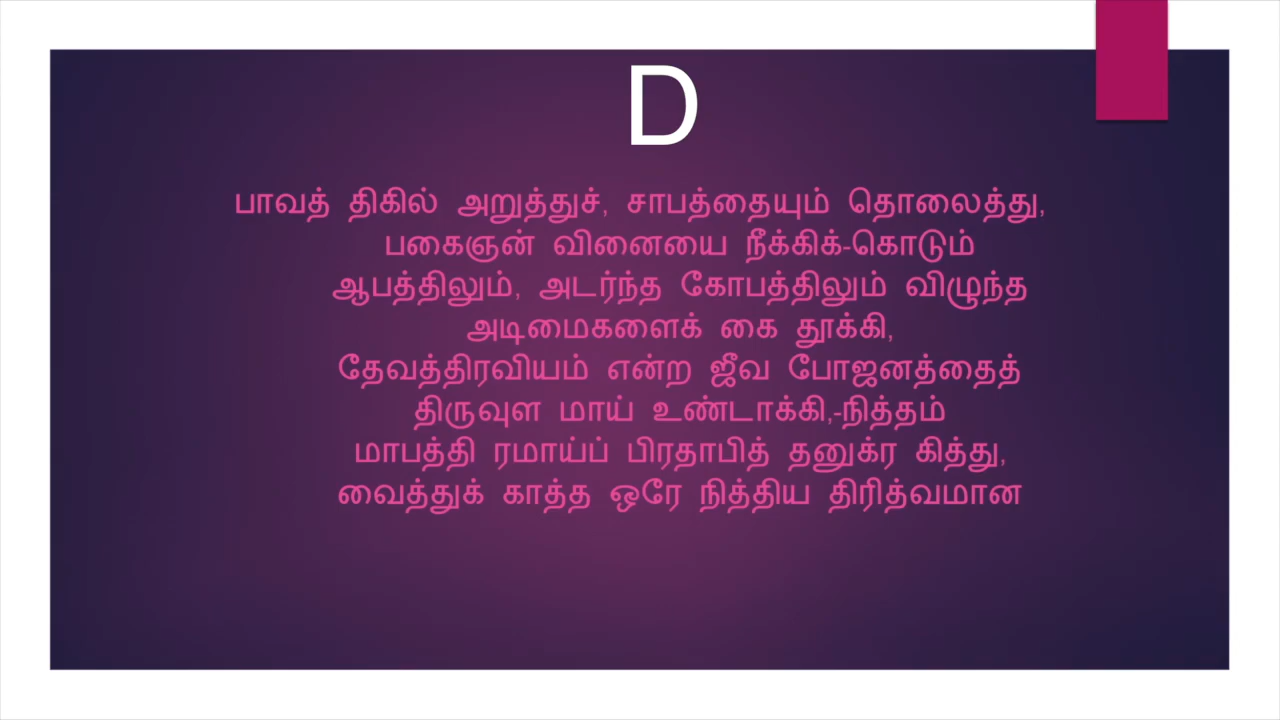 D
பாவத் திகில் அறுத்துச், சாபத்தையும் தொலைத்து,
பகைஞன் வினையை நீக்கிக்-கொடும்
ஆபத்திலும், அடர்ந்த கோபத்திலும் விழுந்த
அடிமைகளைக் கை தூக்கி,
தேவத்திரவியம் என்ற ஜீவ போஜனத்தைத்
திருவுள மாய் உண்டாக்கி,-நித்தம்
மாபத்தி ரமாய்ப் பிரதாபித் தனுக்ர கித்து,
வைத்துக் காத்த ஒரே நித்திய திரித்வமான